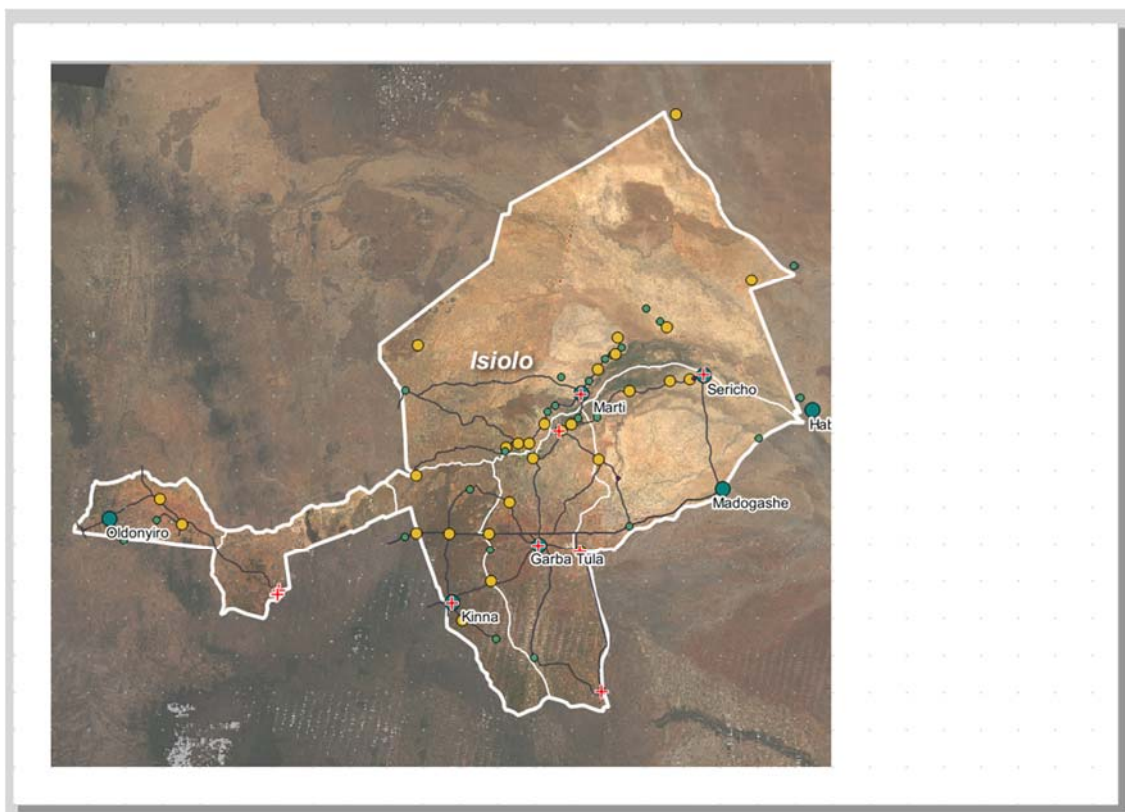 Isiolo
Sericho
Marti
Hab
Madogashe
Oldonyiro
Garba Tula
Kinna